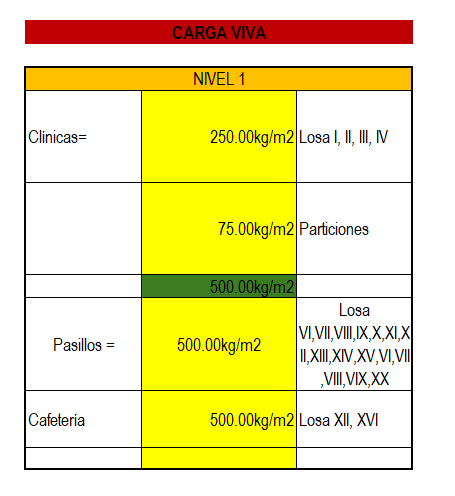 CARGA VIVA
NIVEL 1
Clinicas= 250.00kg/m2 Losa I, II, III, IV
75.00kg/m2 Particiones
500.00kg/m2
Losa
VI,VII,VIII,IX,X,XI,X
Pasillos = 500.00kg/m2 II,XIII,XIV,XV,VI,VII
,VIII,VIX,XX
Cafeteria 500.00kg/m2 Losa XII, XVI